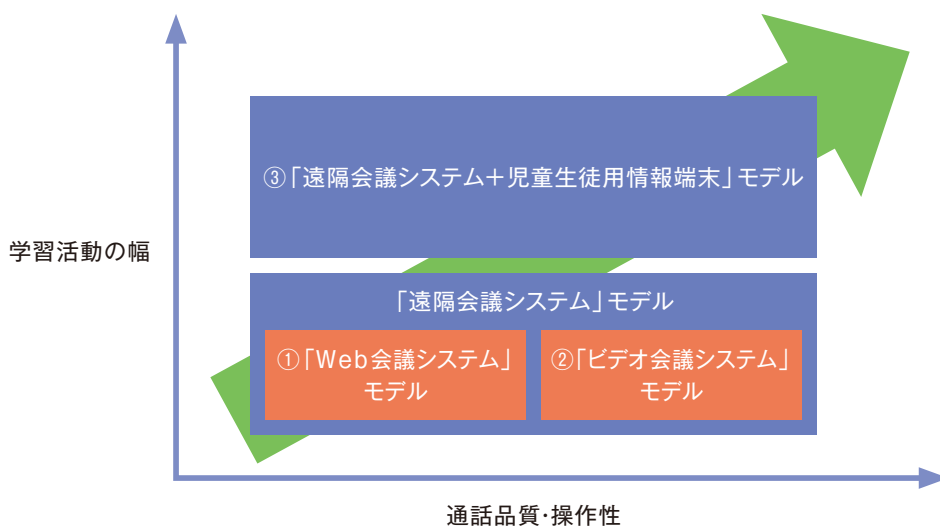 ③「遠隔会議システム＋児童生徒用情報端末」モデル
学習活動の幅
「遠隔会議システム」モデル
①「Web会議システム」
モデル
②「ビデオ会議システム」
モデル
通話品質・操作性